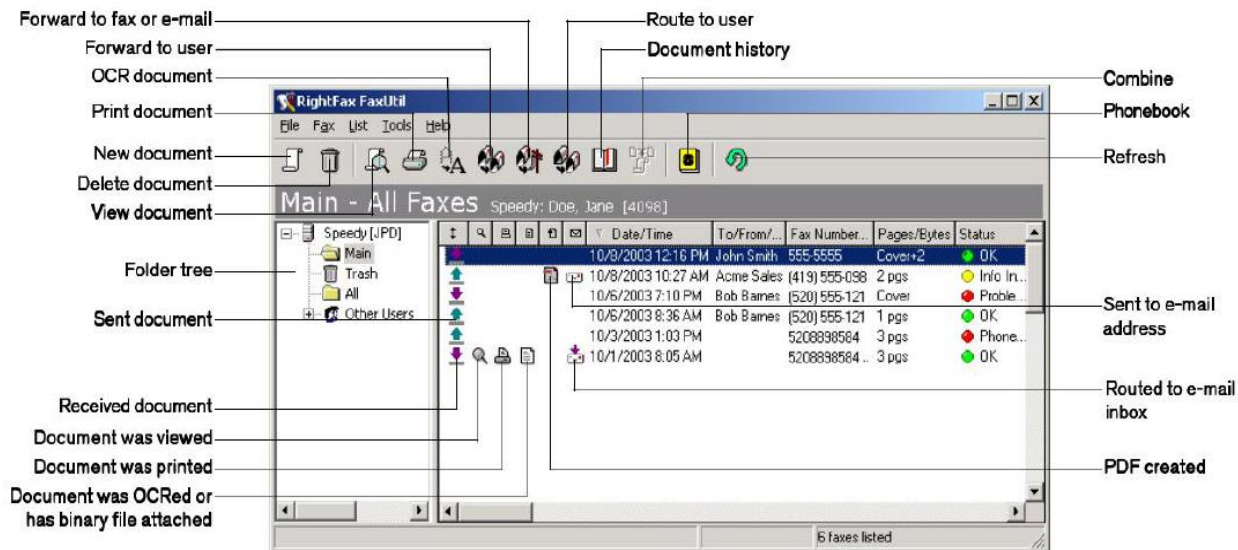 Forward to fax or e-mail
Forward to user
OCR document
Print document
New document
Delete document
View document
Folder tree
Sent document
Received document
Document was viewed
Document was printed
Document was OCRed or
has binary file attached
Route to user
Document history
Combine
Phonebook
Refresh
Sent to e-mail
address
Routed to e-mail
inbox
PDF created
RightFax FaxUtil
File Fax List Tools Help
Main - All Faxes Speedy: Doe, Jane [4098]
Speedy [JPD]
Main
Trash
All
Other Users
Date/Time To/From/... Fax Number... Pages/Bytes Status
10/8/2003 12:16 PM John Smith 555-5555 Cover+2 OK
10/8/2003 10:27 AM Acme Sales (419) 555-098 2 pgs Info In...
10/6/2003 7:10 PM Bob Barnes (520) 555-121 Cover Proble...
10/6/2003 8:36 AM Bob Barnes (520) 555-121 1 pgs OK
10/3/2003 1:03 PM 5208898584 3 pgs Phone...
10/1/2003 8:05 AM 5208898584 .. 3 pgs OK
6 faxes listed